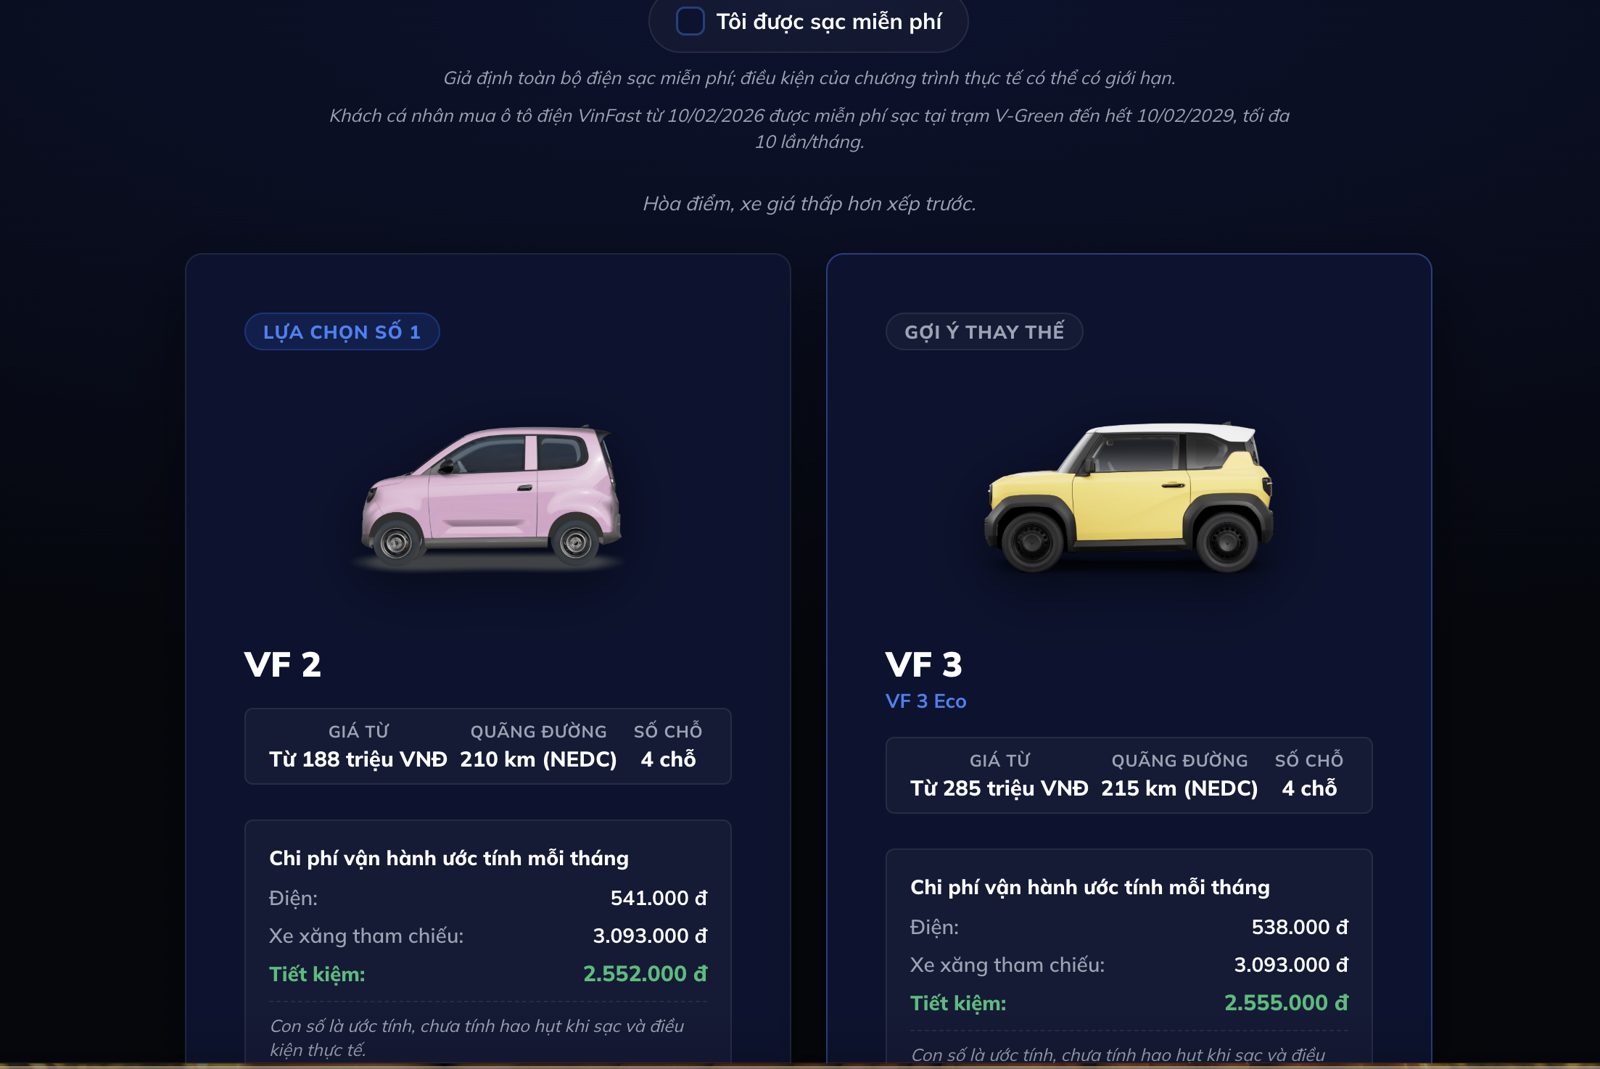 Tôi được sạc miễn phí
Giả định toàn bộ điện sạc miễn phí; điều kiện của chương trình thực tế có thể có giới hạn.
Khách cá nhân mua ô tô điện VinFast từ 10/02/2026 được miễn phí sạc tại trạm V-Green đến hết 10/02/2029, tối đa
10 lần/tháng.
Hòa điểm, xe giá thấp hơn xếp trước.
LỰA CHỌN SỐ 1
VF 2
GIÁ TỪ QUÃNG ĐƯỜNG SỐ CHỖ
Từ 188 triệu VNĐ 210 km (NEDC) 4 chỗ
Chi phí vận hành ước tính mỗi tháng
Điện: 541.000 đ
Xe xăng tham chiếu: 3.093.000 đ
Tiết kiệm: 2.552.000 đ
Con số là ước tính, chưa tính hao hụt khi sạc và điều
kiện thực tế.
GỢI Ý THAY THẾ
VF 3
VF 3 Eco
GIÁ TỪ QUÃNG ĐƯỜNG SỐ CHỖ
Từ 285 triệu VNĐ 215 km (NEDC) 4 chỗ
Chi phí vận hành ước tính mỗi tháng
Điện: 538.000 đ
Xe xăng tham chiếu: 3.093.000 đ
Tiết kiệm: 2.555.000 đ
Con số là ước tính, chưa tính hao hụt khi sạc và điều